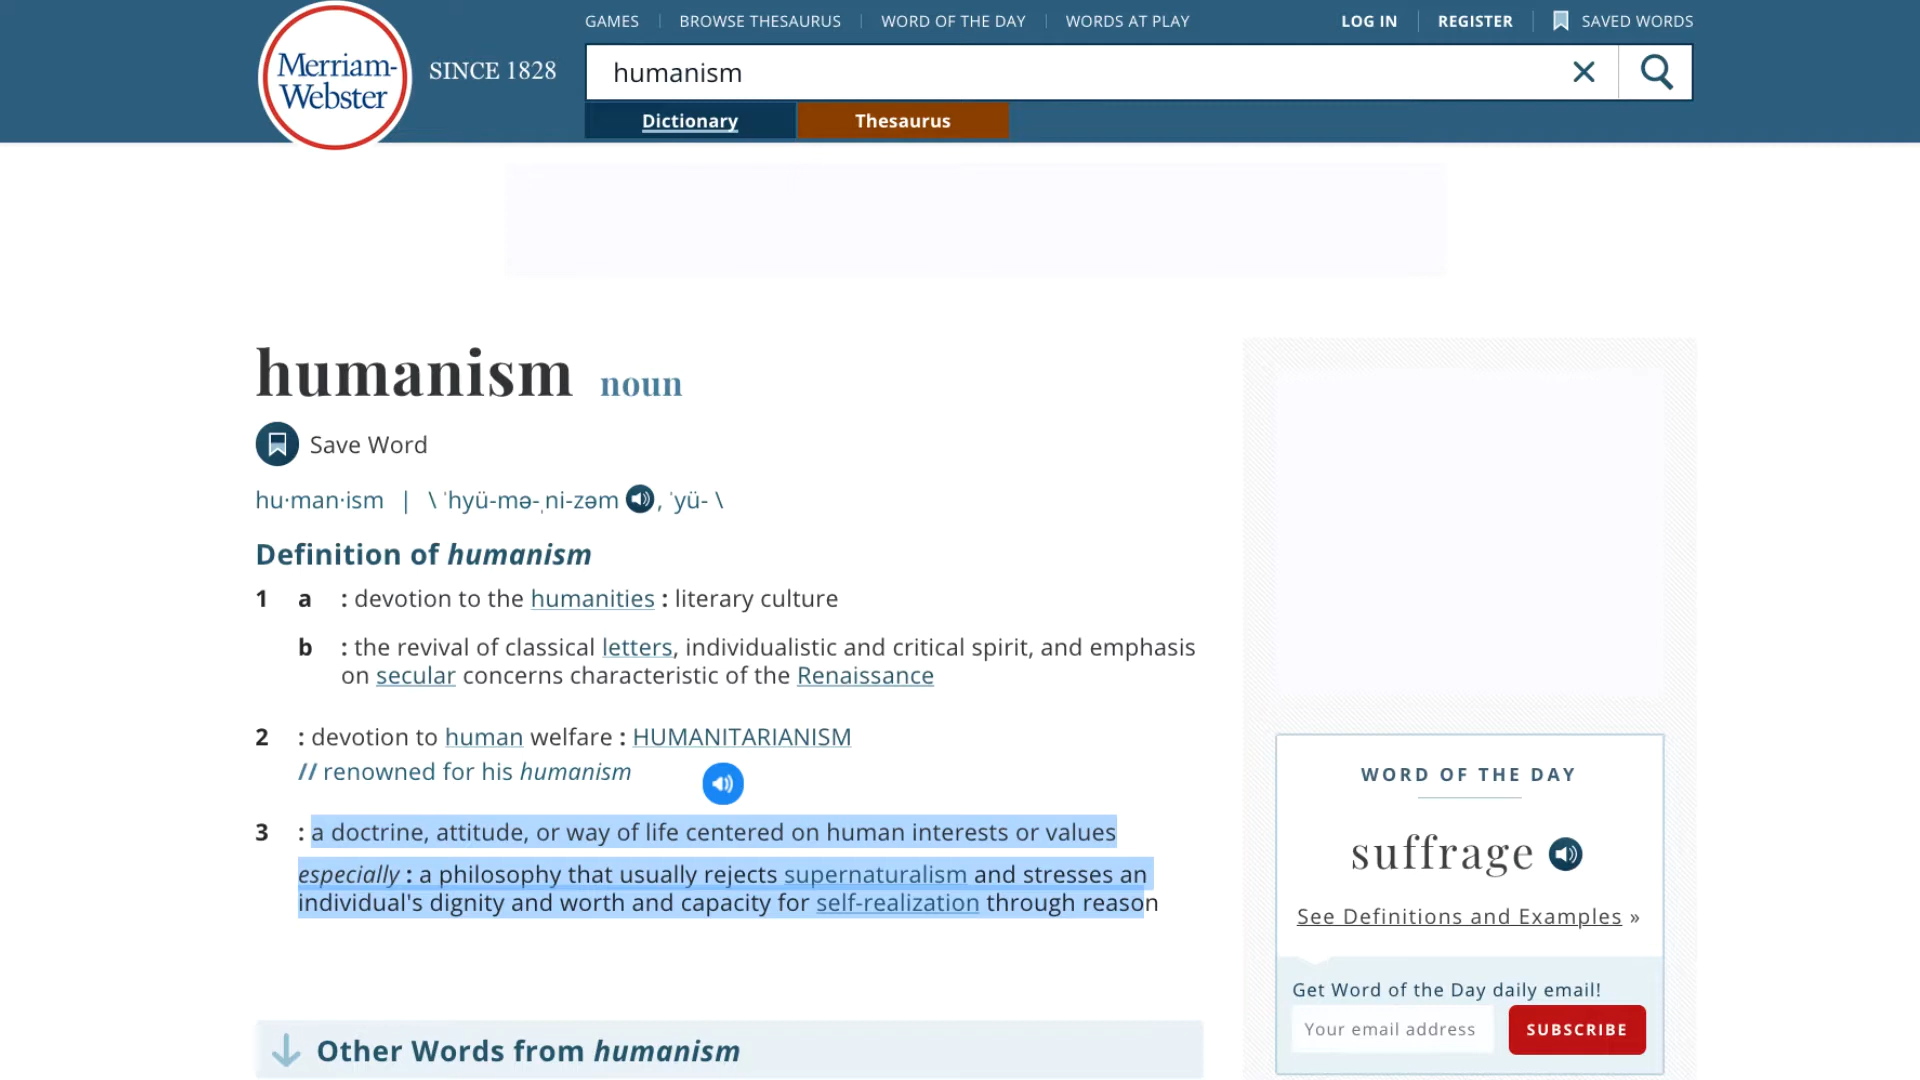 GAMES
BROWSE THESAURUS
WORD OF THE DAY
WORDS AT PLAY
LOG IN
REGISTER
SAVED WORDS
Merriam-
Webster
SINCE 1828
humanism
Dictionary
Thesaurus
humanism noun
Save Word
hu·man·ism | \ ˈhyü-mə-ˌni-zəm , ˈyü- \
Definition of humanism
1 a : devotion to the humanities : literary culture
b : the revival of classical letters, individualistic and critical spirit, and emphasis
on secular concerns characteristic of the Renaissance
2 : devotion to human welfare : HUMANITARIANISM
// renowned for his humanism
3 : a doctrine, attitude, or way of life centered on human interests or values
especially : a philosophy that usually rejects supernaturalism and stresses an
individual's dignity and worth and capacity for self-realization through reason
Other Words from humanism
WORD OF THE DAY
suffrage
See Definitions and Examples »
Get Word of the Day daily email!
Your email address
SUBSCRIBE